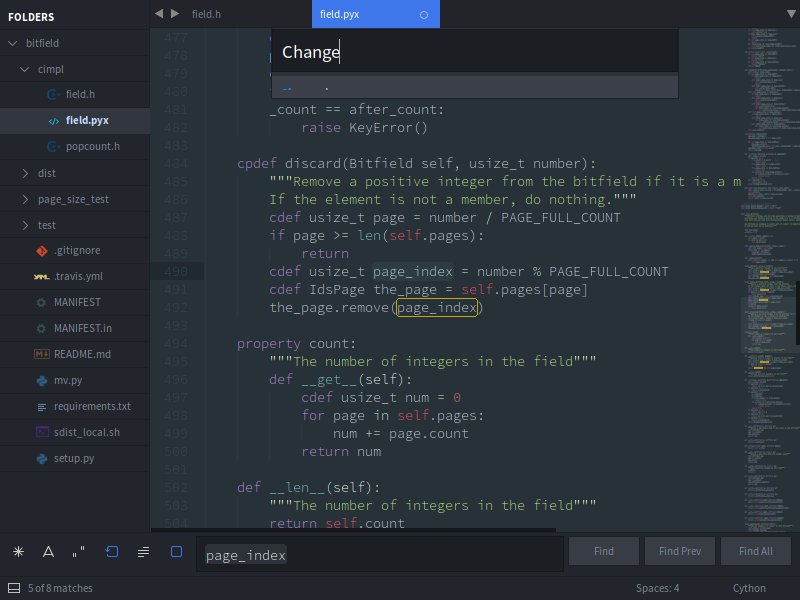 FOLDERS
bitfield
cimpl
field.h
field.pyx
popcount.h
dist
page_size_test
test
.gitignore
.travis.yml
MANIFEST
MANIFEST.in
README.md
mv.py
requirements.txt
sdist_local.sh
setup.py
field.h
field.pyx
Change
477
478
479
480
481 _count == after_count:
482 raise KeyError()
483
484 cpdef discard(Bitfield self, usize_t number):
485 """Remove a positive integer from the bitfield if it is a m
486 If the element is not a member, do nothing."""
487 cdef usize_t page = number / PAGE_FULL_COUNT
488 if page >= len(self.pages):
489 return
490 cdef usize_t page_index = number % PAGE_FULL_COUNT
491 cdef IdsPage the_page = self.pages[page]
492 the_page.remove(page_index)
493
494 property count:
495 """The number of integers in the field"""
496 def __get__(self):
497 cdef usize_t num = 0
498 for page in self.pages:
499 num += page.count
500 return num
501
502 def __len__(self):
503 """The number of integers in the field"""
504 return self.count
page_index
Find
Find Prev
Find All
5 of 8 matches
Spaces: 4
Cython